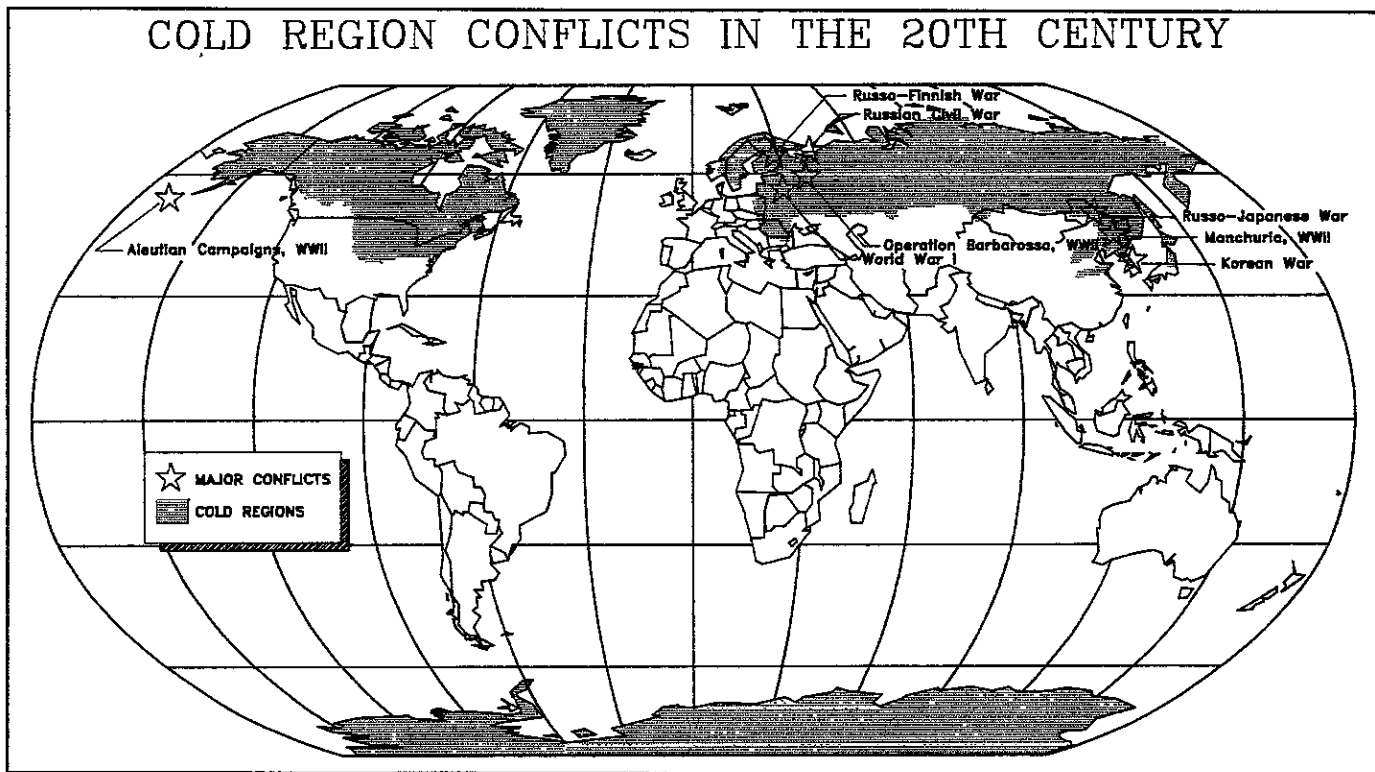 COLD REGION CONFLICTS IN THE 20TH CENTURY
Russo-Finnish War
Russian Civil War
Russo-Japanese War
Manchuria, WWII
Aleutian Campaigns, WWII
Operation Barbarossa, WWII
World War I
Korean War
MAJOR CONFLICTS
COLD REGIONS